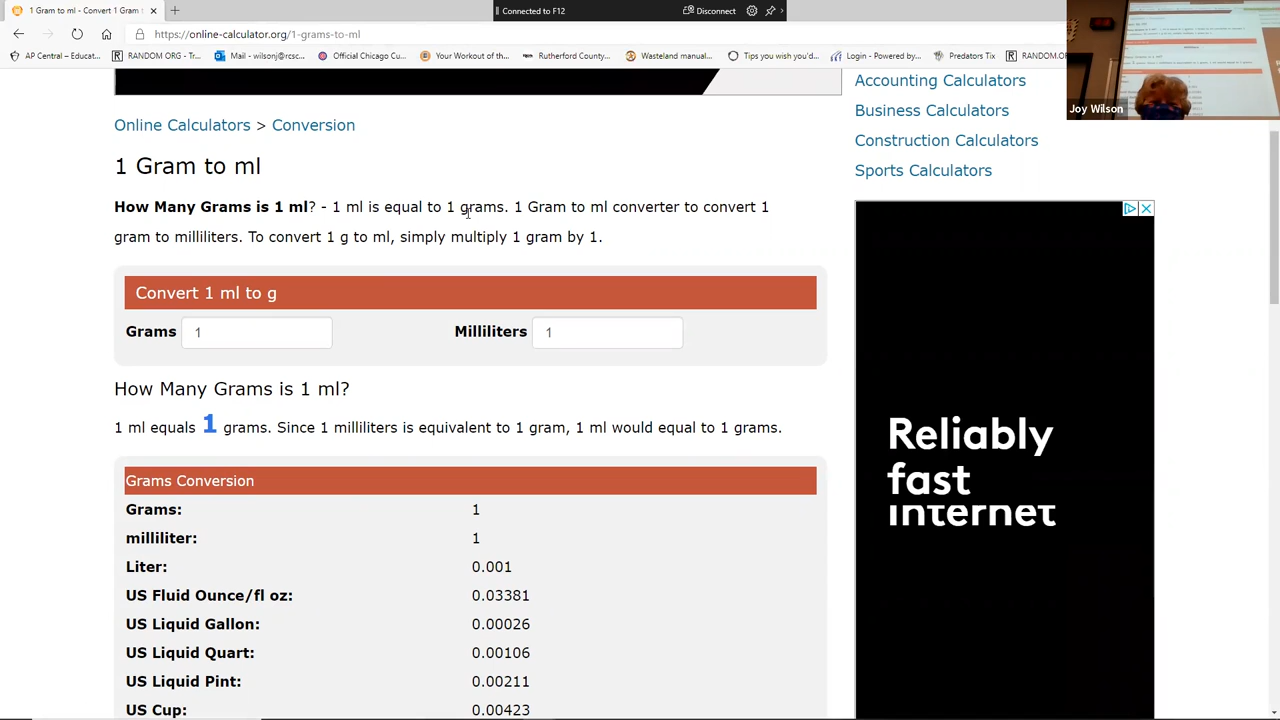 1 Gram to ml - Convert 1 Gram
Connected to F12
Disconnect
https://online-calculator.org/1-grams-to-ml
AP Central – Educat...
RANDOM.ORG - Tr...
Mail - wilsonj@rcsc...
Official Chicago Cu...
Your Workout of th...
Rutherford County...
Wasteland manual...
Tips you wish you'd...
Login - Powered by...
Predators Tix
RANDOM.OR
Joy Wilson
Accounting Calculators
Business Calculators
Construction Calculators
Sports Calculators
Online Calculators > Conversion
1 Gram to ml
How Many Grams is 1 ml? - 1 ml is equal to 1 grams. 1 Gram to ml converter to convert 1
gram to milliliters. To convert 1 g to ml, simply multiply 1 gram by 1.
Convert 1 ml to g
Grams 1 Milliliters 1
How Many Grams is 1 ml?
1 ml equals 1 grams. Since 1 milliliters is equivalent to 1 gram, 1 ml would equal to 1 grams.
Grams Conversion
Grams: 1
milliliter: 1
Liter: 0.001
US Fluid Ounce/fl oz: 0.03381
US Liquid Gallon: 0.00026
US Liquid Quart: 0.00106
US Liquid Pint: 0.00211
US Cup: 0.00423
Reliably
fast
internet